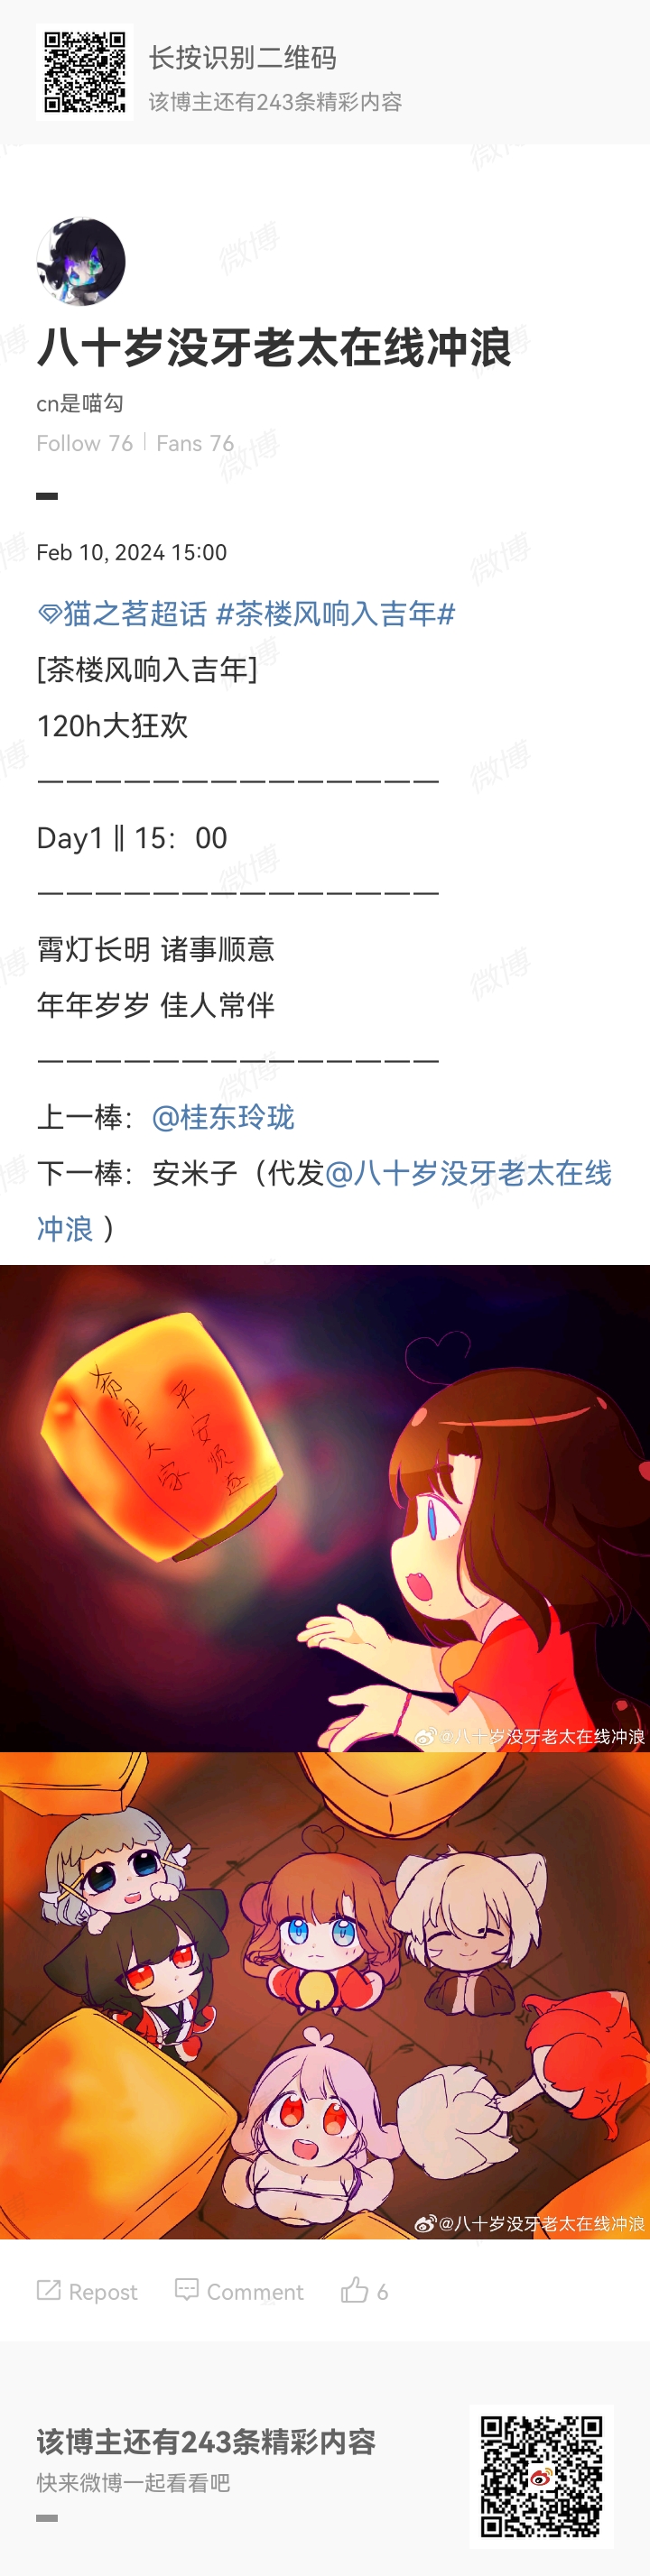 长按识别二维码
该博主还有243条精彩内容
八十岁没牙老太在线冲浪
cn是喵勾
Follow 76 | Fans 76
Feb 10, 2024 15:00
猫之茗超话 #茶楼风响入吉年#
[茶楼风响入吉年]
120h大狂欢
——————————————
Day1 || 15：00
——————————————
霄灯长明 诸事顺意
年年岁岁 佳人常伴
——————————————
上一棒：@桂东玲珑
下一棒：安米子（代发@八十岁没牙老太在线
冲浪 ）
希望大家
平安顺遂
@八十岁没牙老太在线冲浪
@八十岁没牙老太在线冲浪
Repost Comment 6
该博主还有243条精彩内容
快来微博一起看看吧
微博